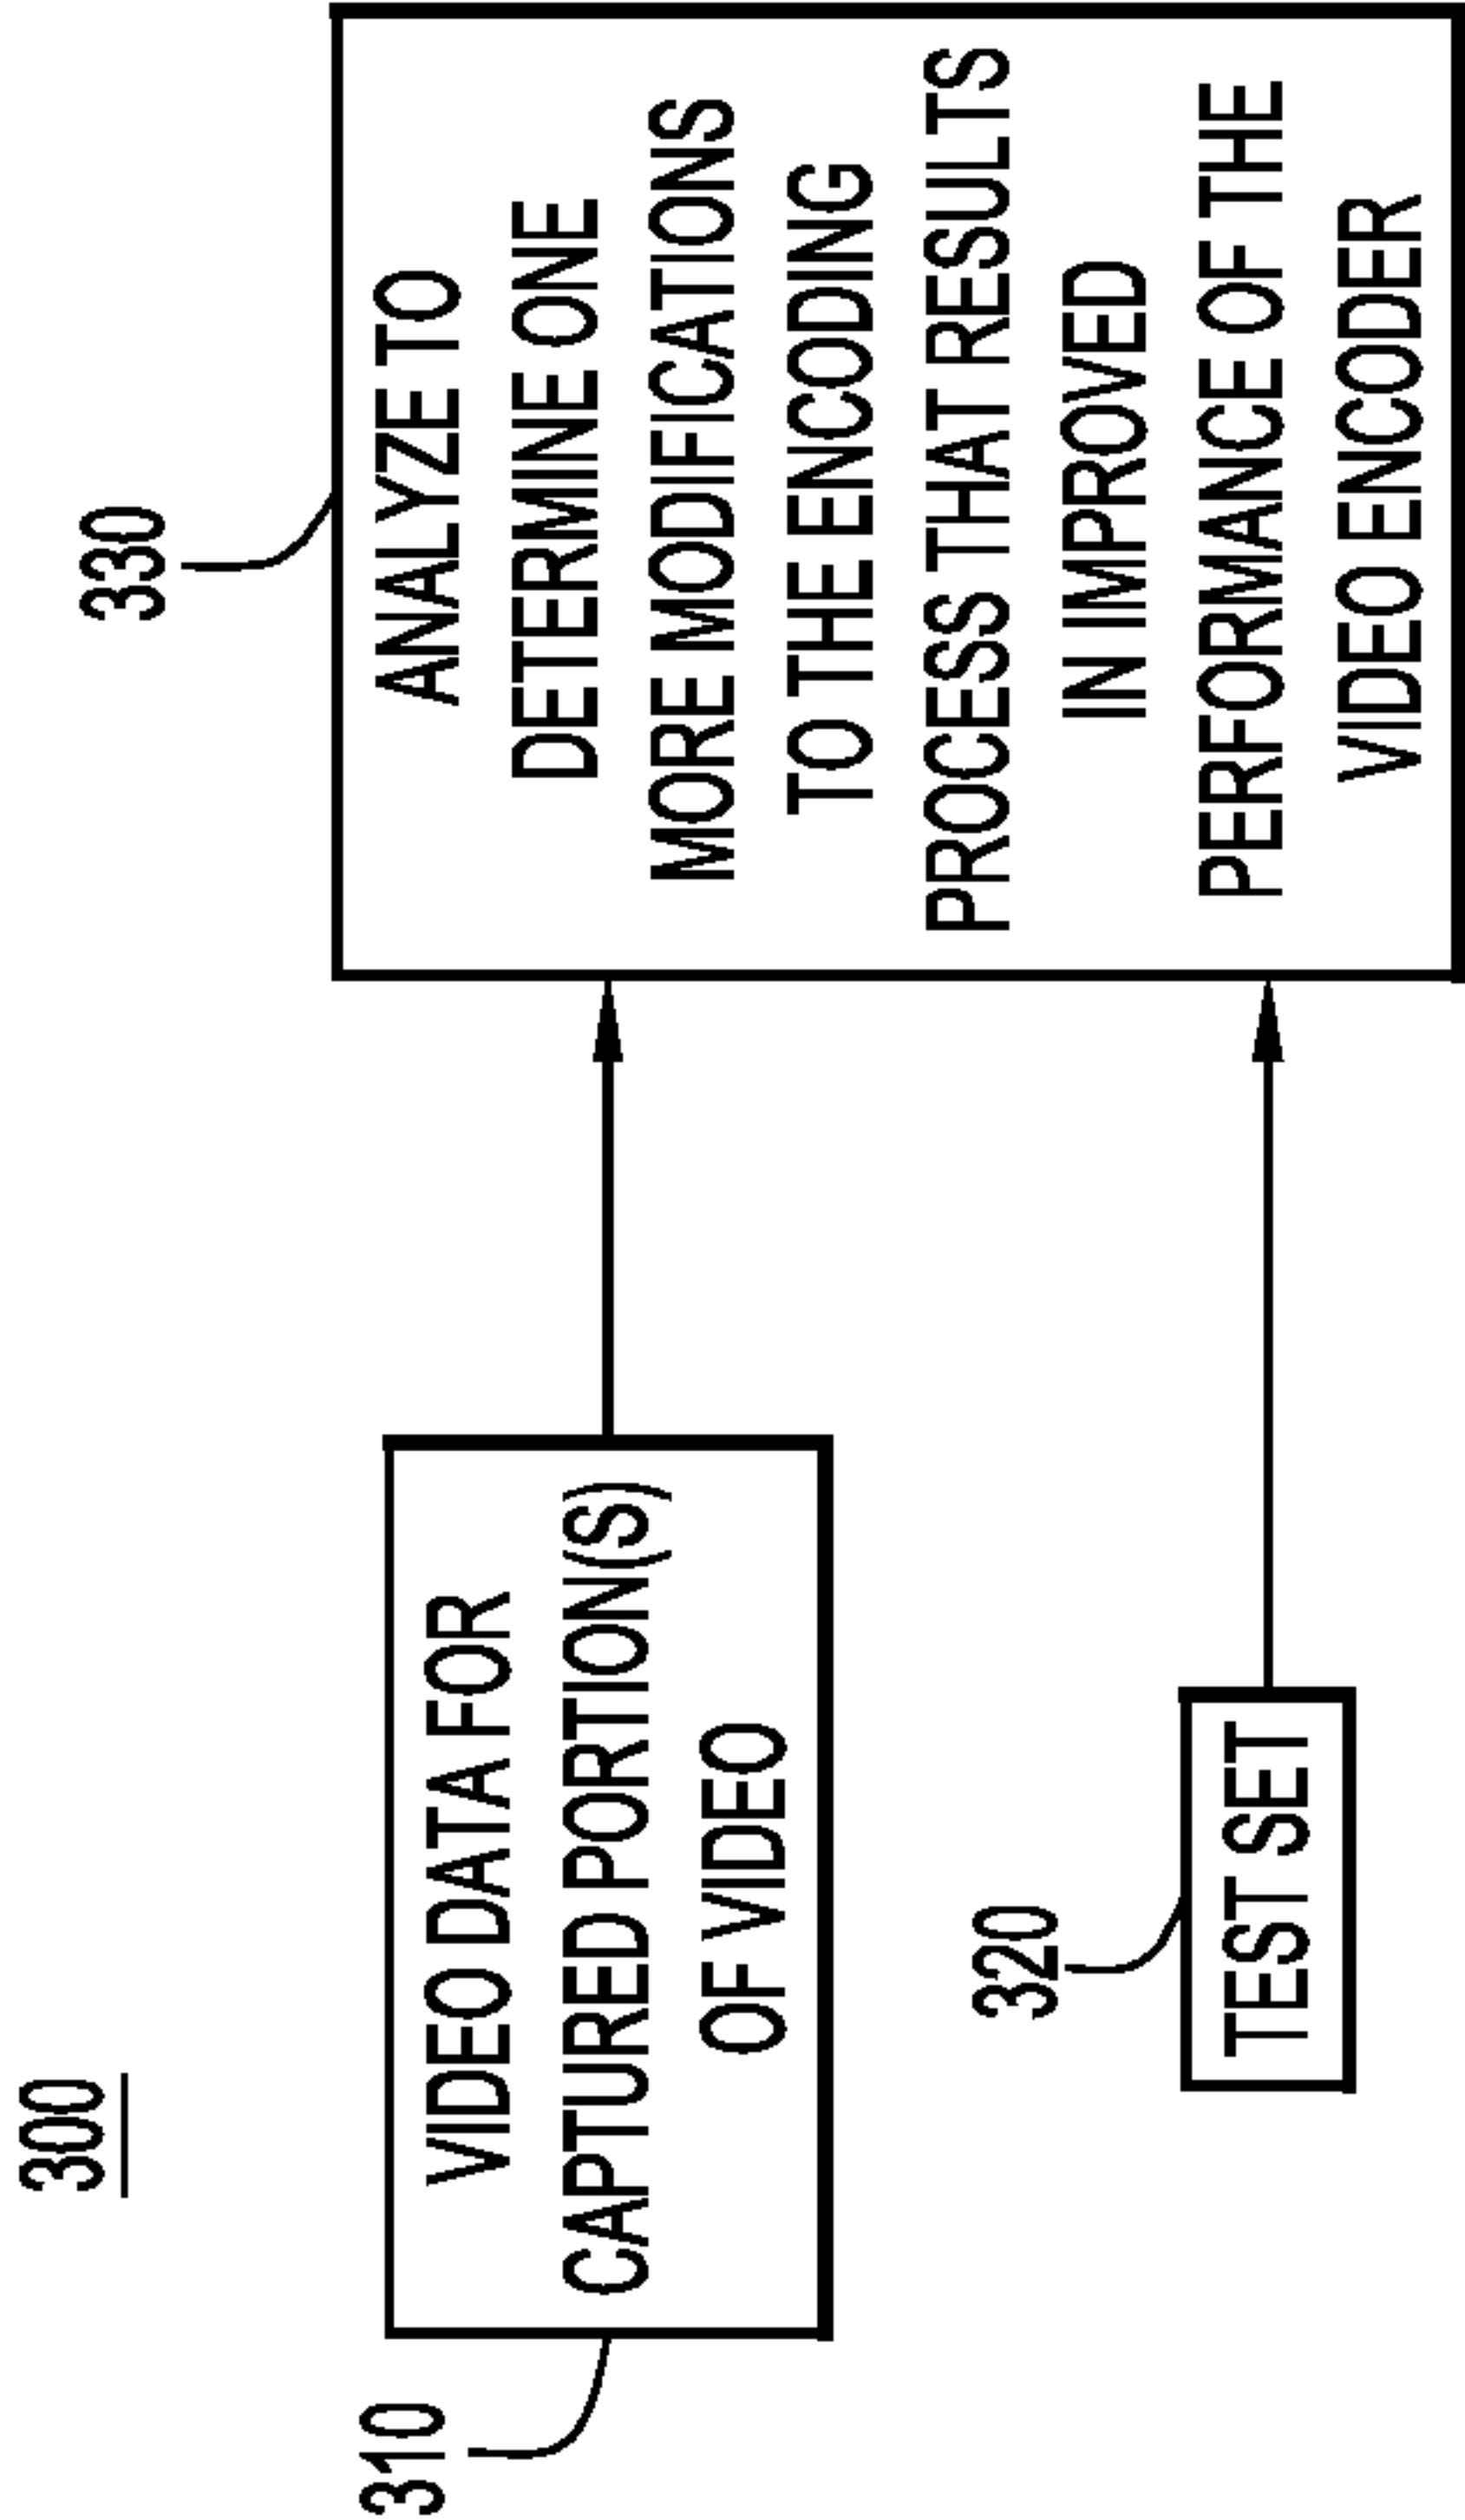 300
310
VIDEO DATA FOR
CAPTURED PORTION(S)
OF VIDEO
320
TEST SET
330
ANALYZE TO
DETERMINE ONE
MORE MODIFICATIONS
TO THE ENCODING
PROCESS THAT RESULTS
IN IMPROVED
PERFORMANCE OF THE
VIDEO ENCODER